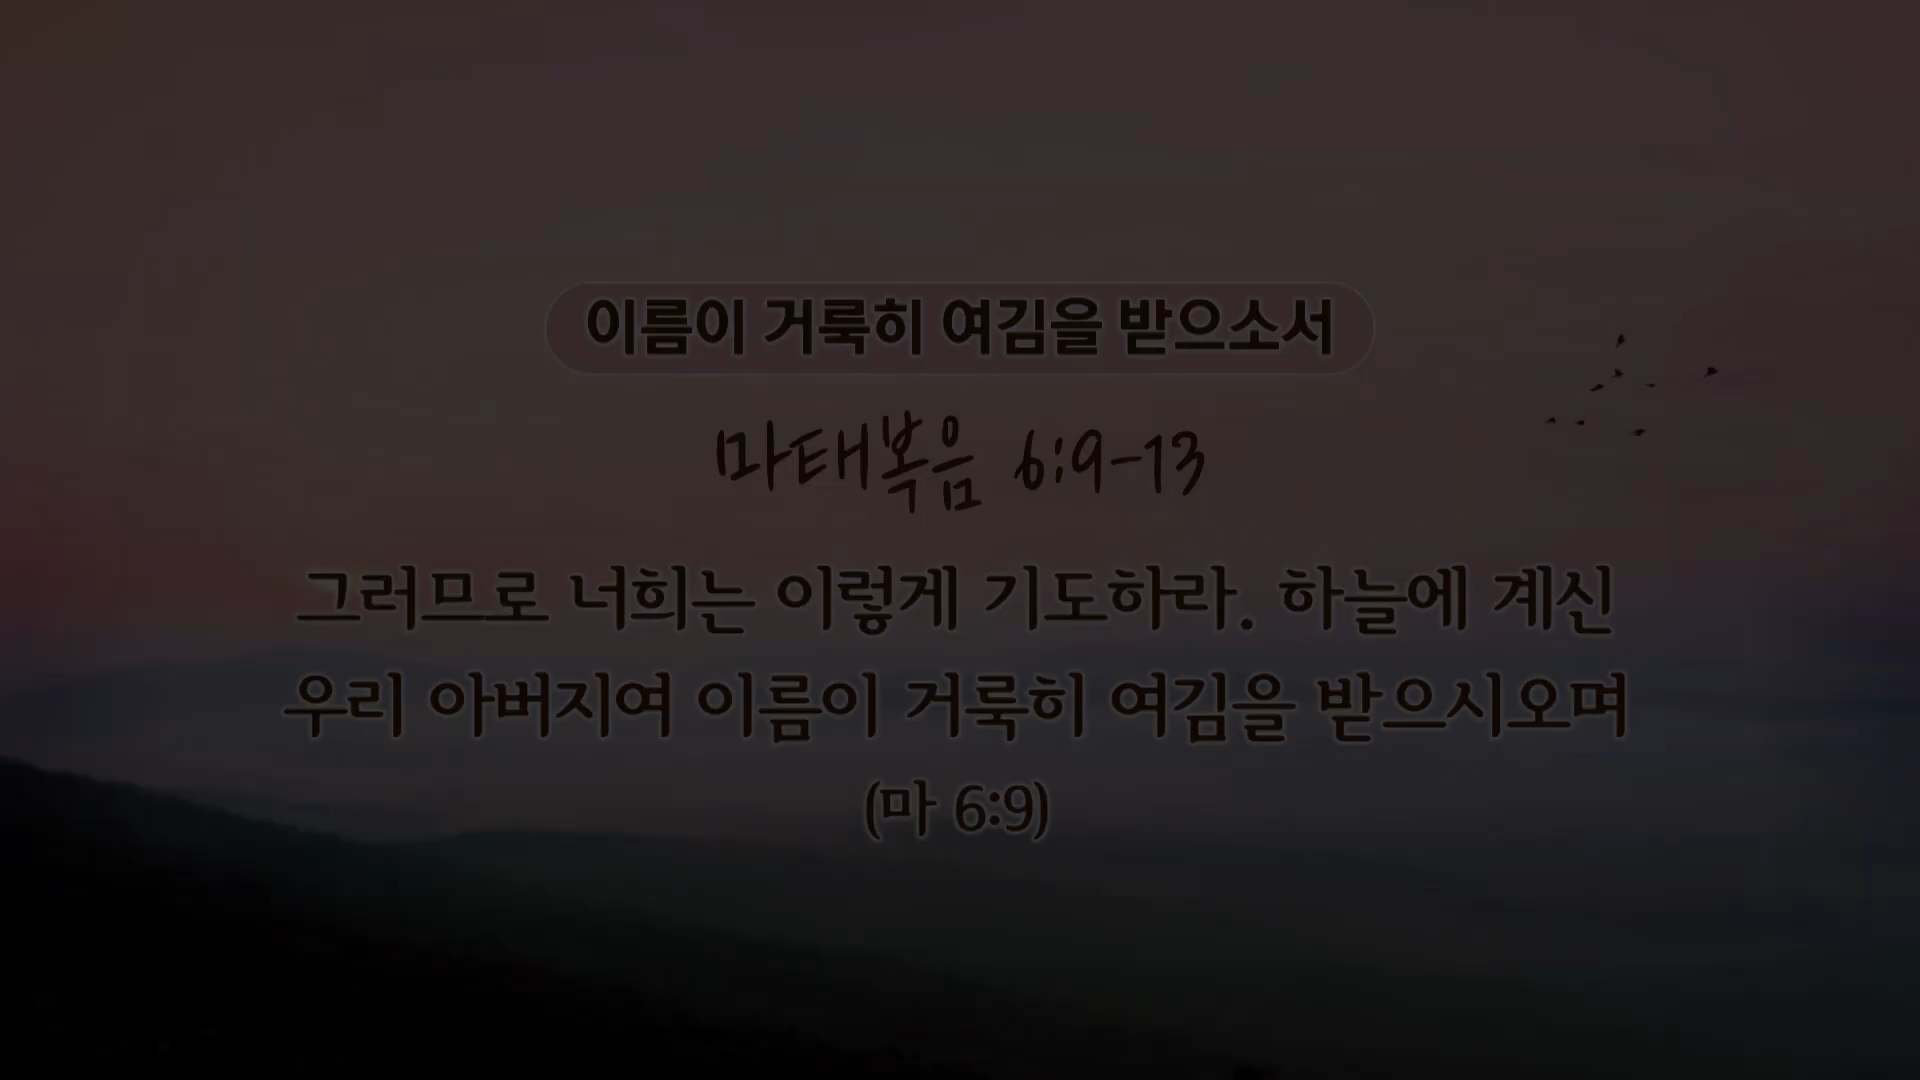 이름이 거룩히 여김을 받으소서
마태복음 6:9-13
그러므로 너희는 이렇게 기도하라. 하늘에 계신
우리 아버지여 이름이 거룩히 여김을 받으시오며
(마 6:9)